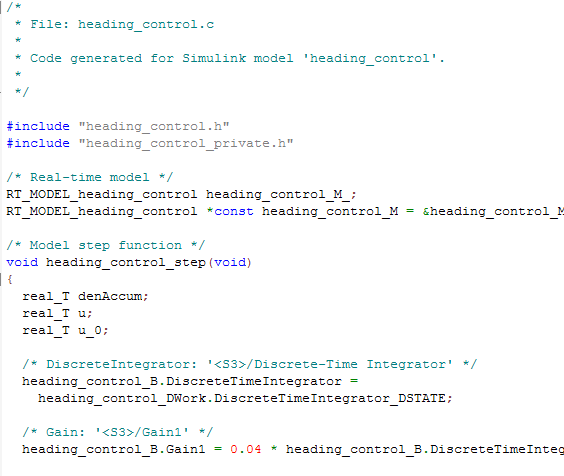 /*
* File: heading_control.c
*
* Code generated for Simulink model 'heading_control'.
*
*/
#include "heading_control.h"
#include "heading_control_private.h"
/* Real-time model */
RT_MODEL_heading_control heading_control_M_;
RT_MODEL_heading_control *const heading_control_M = &heading_control_M
/* Model step function */
void heading_control_step(void)
{
real_T denAccum;
real_T u;
real_T u_0;
/* DiscreteIntegrator: '<S3>/Discrete-Time Integrator' */
heading_control_B.DiscreteTimeIntegrator =
heading_control_DWork.DiscreteTimeIntegrator_DSTATE;
/* Gain: '<S3>/Gain1' */
heading_control_B.Gain1 = 0.04 * heading_control_B.DiscreteTimeInteg